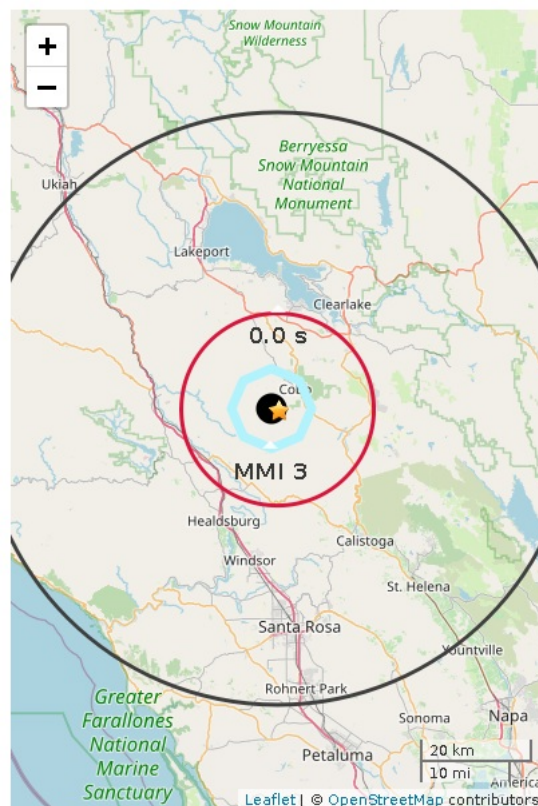 Snow Mountain
Wilderness
+
−
Berryessa
Snow Mountain
National
Monument
Ukiah
Lakeport
Clearlake
0.0 s
MMI 3
Healdsburg
Calistoga
Windsor
St. Helena
Santa Rosa
Yountville
Rohnert Park
Greater
Farallones
National
Marine
Sanctuary
Sonoma
Napa
Petaluma
20 km
10 mi
Leaflet | © OpenStreetMap contributors